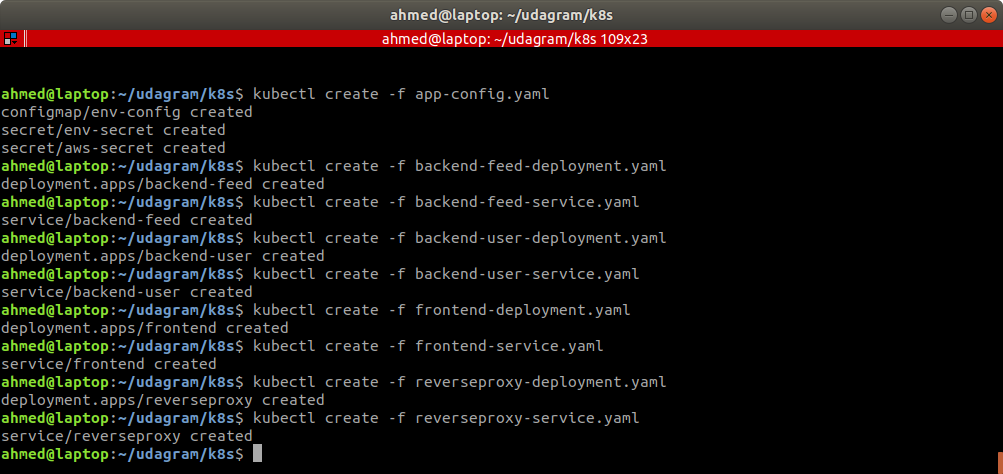 ahmed@laptop: ~/udagram/k8s
ahmed@laptop: ~/udagram/k8s 109x23
ahmed@laptop:~/udagram/k8s$ kubectl create -f app-config.yaml
configmap/env-config created
secret/env-secret created
secret/aws-secret created
ahmed@laptop:~/udagram/k8s$ kubectl create -f backend-feed-deployment.yaml
deployment.apps/backend-feed created
ahmed@laptop:~/udagram/k8s$ kubectl create -f backend-feed-service.yaml
service/backend-feed created
ahmed@laptop:~/udagram/k8s$ kubectl create -f backend-user-deployment.yaml
deployment.apps/backend-user created
ahmed@laptop:~/udagram/k8s$ kubectl create -f backend-user-service.yaml
service/backend-user created
ahmed@laptop:~/udagram/k8s$ kubectl create -f frontend-deployment.yaml
deployment.apps/frontend created
ahmed@laptop:~/udagram/k8s$ kubectl create -f frontend-service.yaml
service/frontend created
ahmed@laptop:~/udagram/k8s$ kubectl create -f reverseproxy-deployment.yaml
deployment.apps/reverseproxy created
ahmed@laptop:~/udagram/k8s$ kubectl create -f reverseproxy-service.yaml
service/reverseproxy created
ahmed@laptop:~/udagram/k8s$